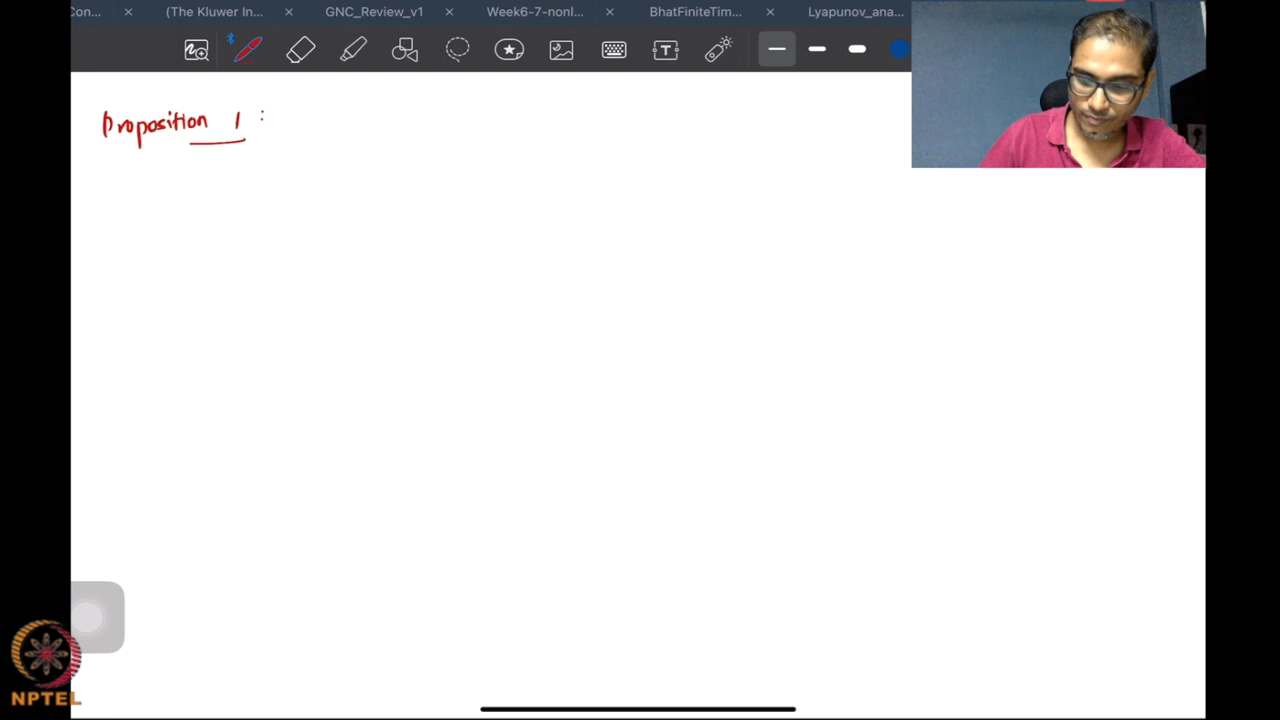 Con...
(The Kluwer In...
GNC_Review_v1
Week6-7-nonl...
BhatFiniteTim...
Lyapunov_ana...
T
Proposition 1 :
NPTEL